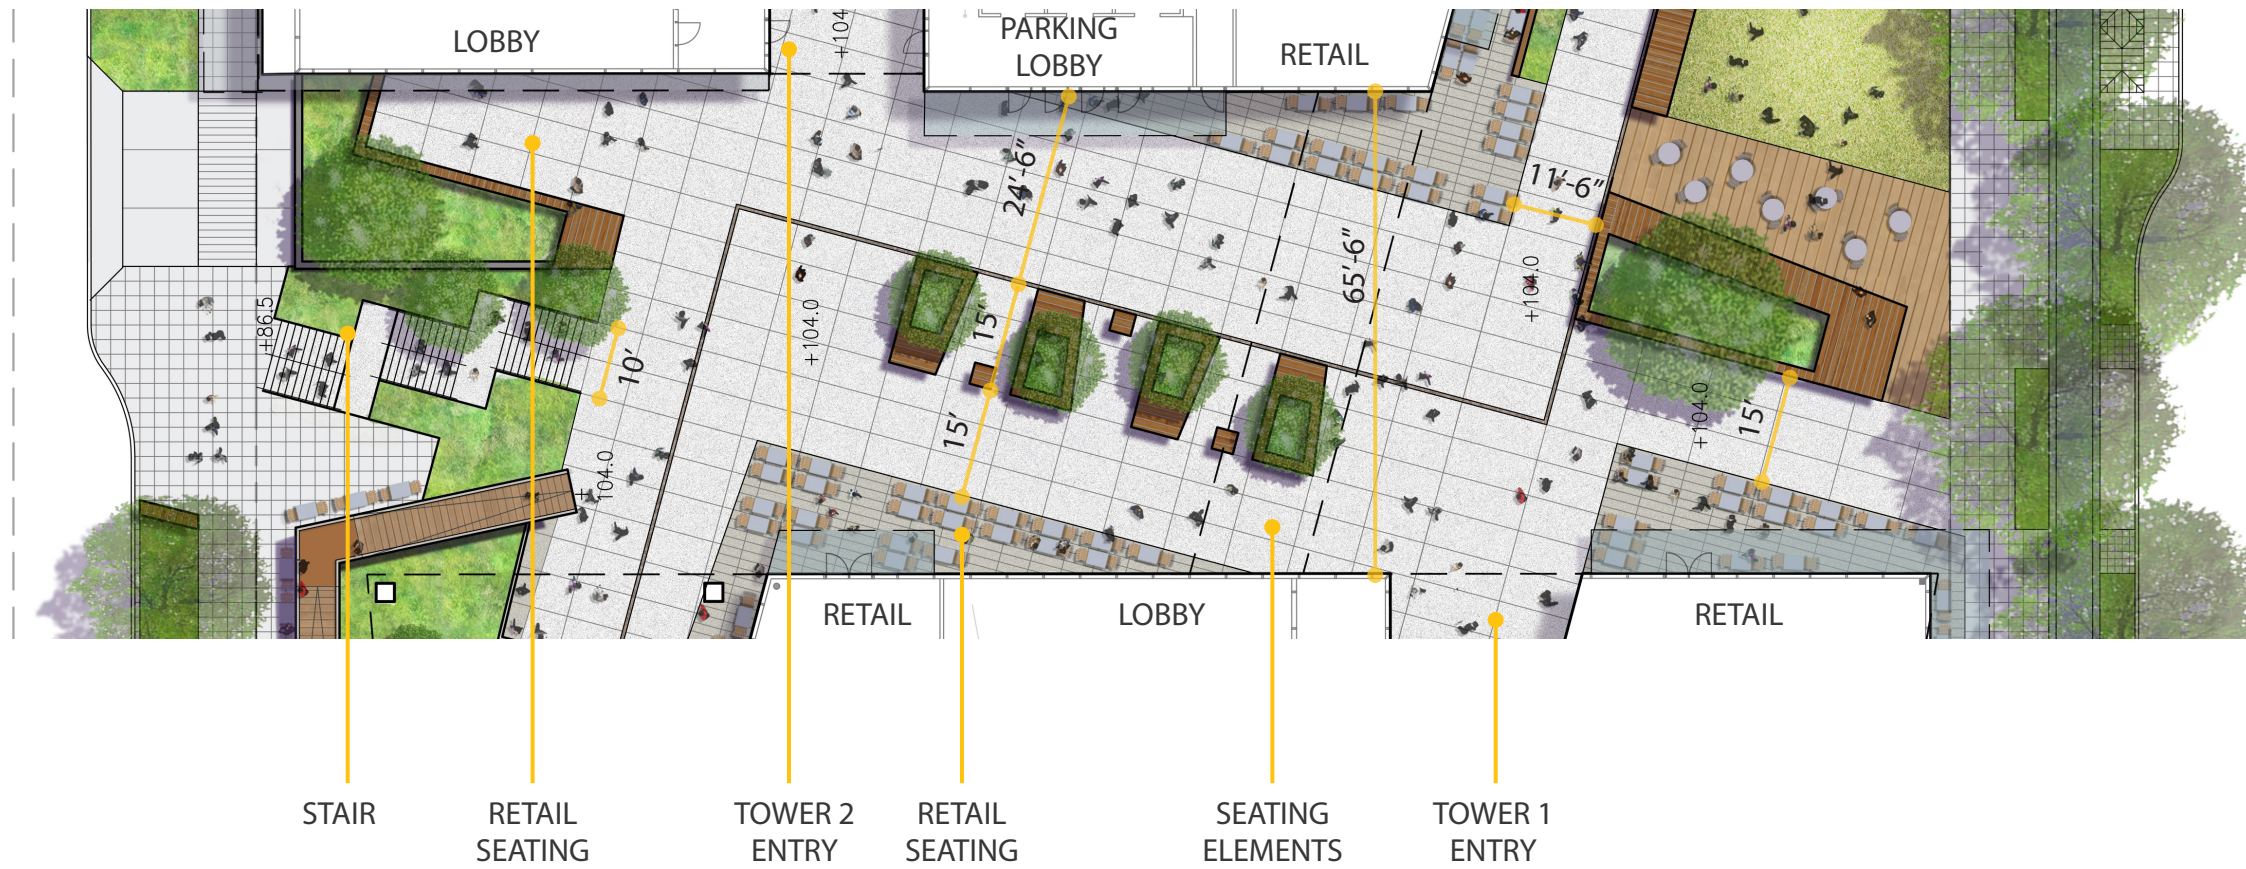 LOBBY
PARKING
LOBBY
RETAIL
+104
24'-6"
11'-6"
65'-6"
+104.0
+86.5
+104.0
15'
10'
+104.0
15'
15'
+
104.0
RETAIL
LOBBY
RETAIL
STAIR
RETAIL
SEATING
TOWER 2
ENTRY
RETAIL
SEATING
SEATING
ELEMENTS
TOWER 1
ENTRY